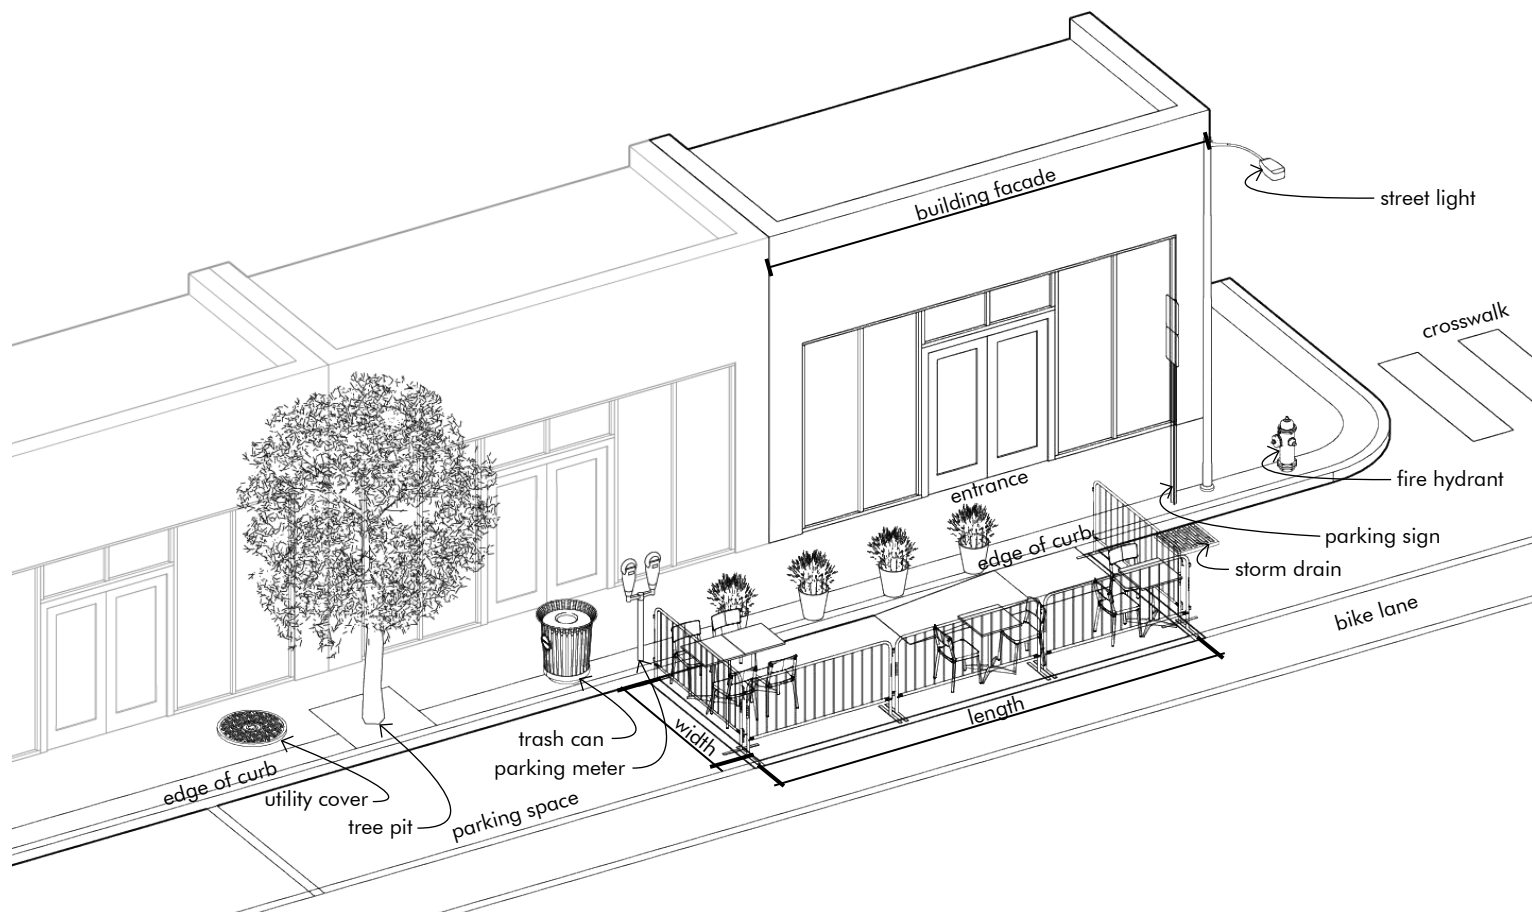 building facade
street light
crosswalk
entrance
fire hydrant
edge of curb
parking sign
storm drain
bike lane
length
width
trash can
parking meter
edge of curb
utility cover
parking space
tree pit